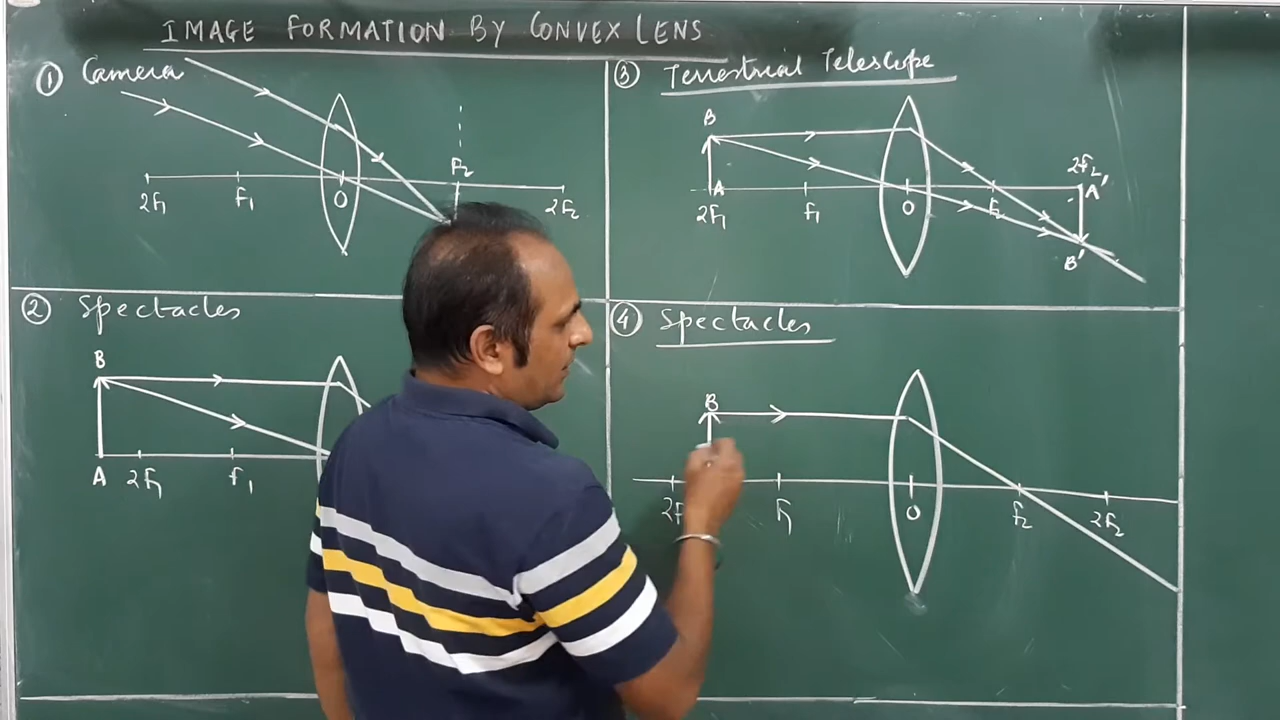 IMAGE FORMATION BY CONVEX LENS
1 Camera
2F1 F1 O F2 2F2
3 Terrestrial Telescope
B
A
2F1 F1 O F2 2F2
A'
B'
2 Spectacles
B
A 2F1 F1
4 Spectacles
B
F1 O F2 2F2